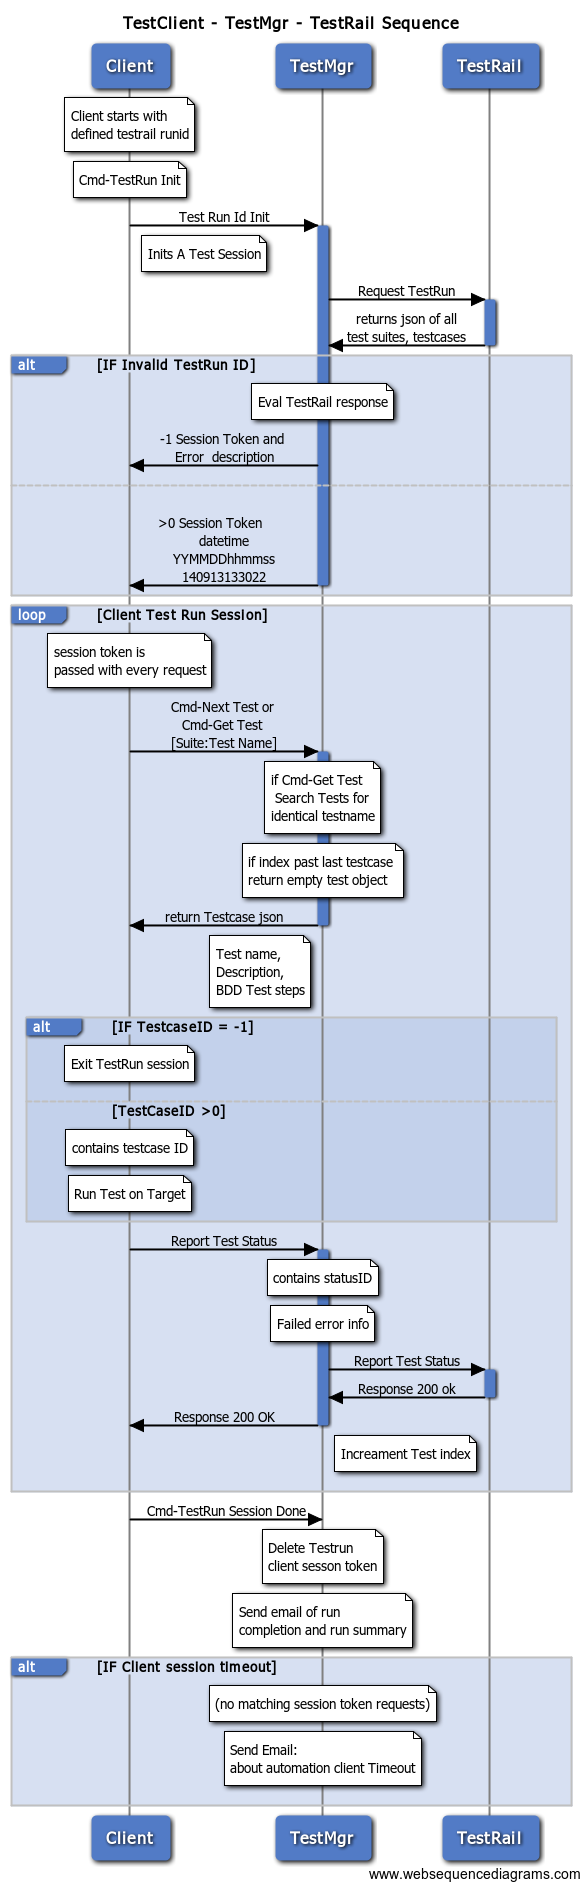 TestClient - TestMgr - TestRail Sequence
Client
TestMgr
TestRail
Client starts with
defined testrail runid
Cmd-TestRun Init
Test Run Id Init
Inits A Test Session
Request TestRun
returns json of all
test suites, testcases
alt
[IF Invalid TestRun ID]
Eval TestRail response
-1 Session Token and
Error description
>0 Session Token
datetime
YYMMDDhhmmss
140913133022
loop
[Client Test Run Session]
session token is
passed with every request
Cmd-Next Test or
Cmd-Get Test
[Suite:Test Name]
if Cmd-Get Test
Search Tests for
identical testname
if index past last testcase
return empty test object
return Testcase json
Test name,
Description,
BDD Test steps
alt
[IF TestcaseID = -1]
Exit TestRun session
[TestCaseID >0]
contains testcase ID
Run Test on Target
Report Test Status
contains statusID
Failed error info
Report Test Status
Response 200 ok
Response 200 OK
Increament Test index
Cmd-TestRun Session Done
Delete Testrun
client sesson token
Send email of run
completion and run summary
alt
[IF Client session timeout]
(no matching session token requests)
Send Email:
about automation client Timeout
Client
TestMgr
TestRail
www.websequencediagrams.com